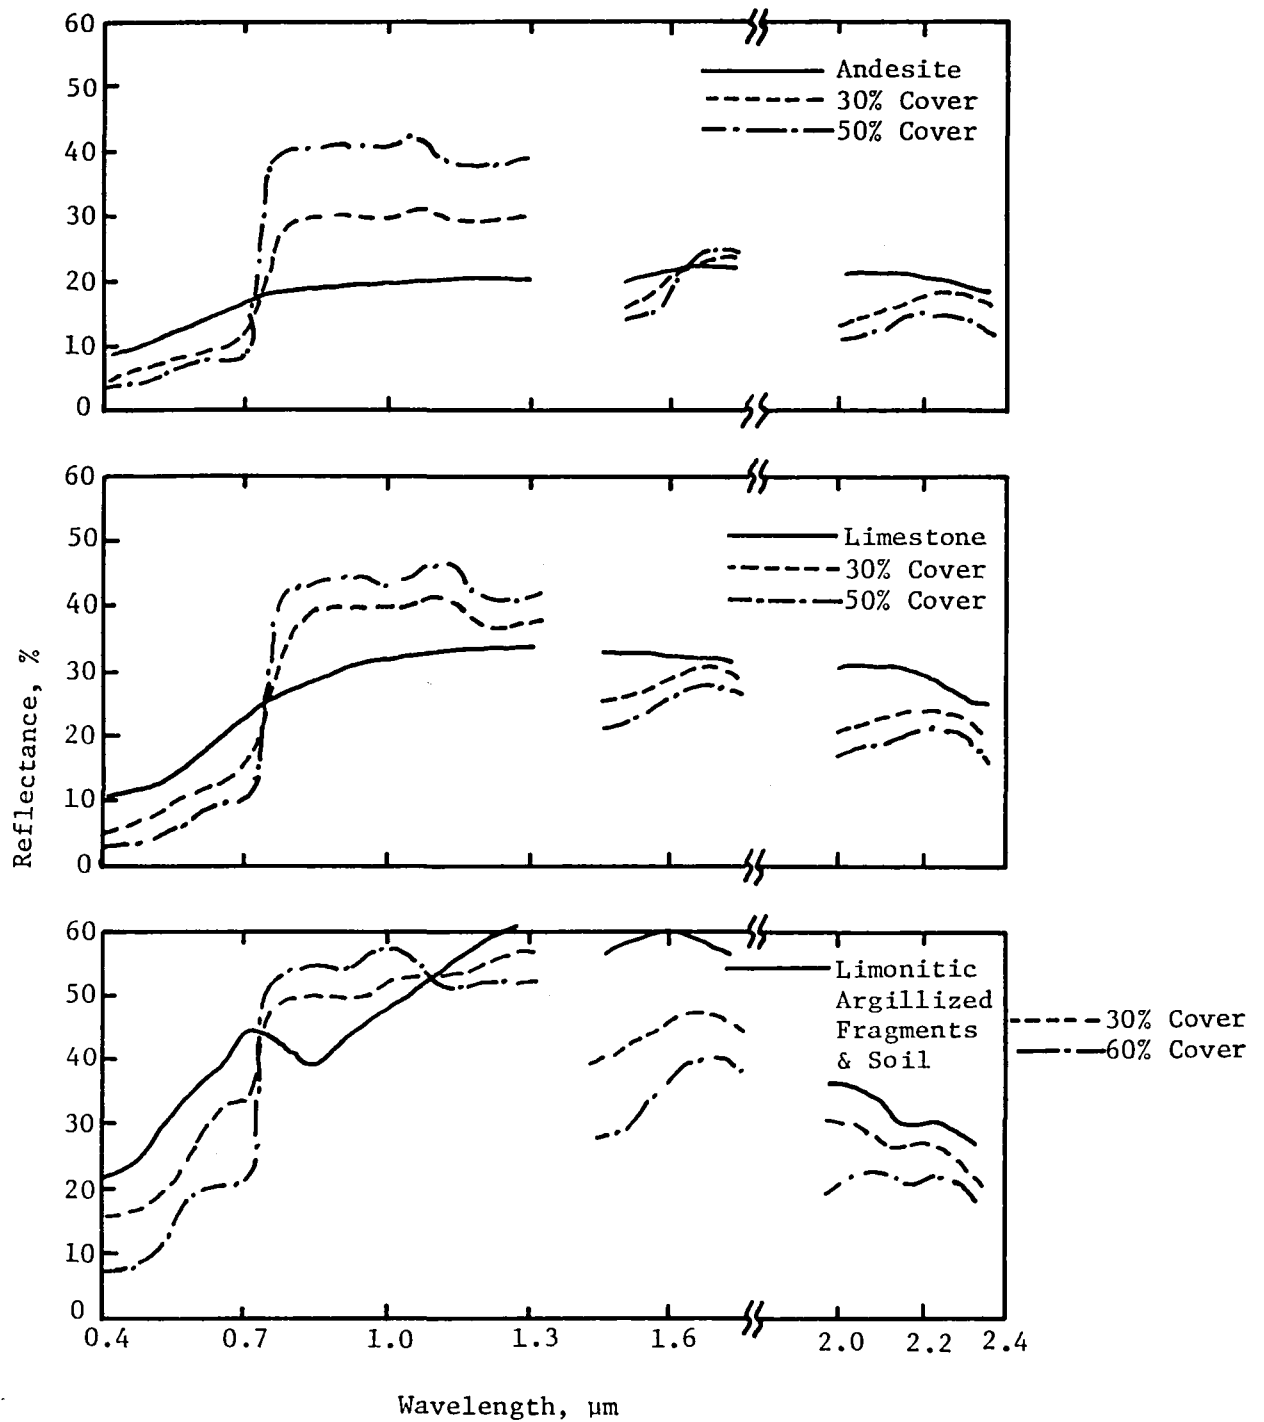 60
50
40
30
20
10
0
Andesite
30% Cover
50% Cover
60
50
40
30
20
10
0
Limestone
30% Cover
50% Cover
Reflectance, %
60
50
40
30
20
10
0
Limonitic
Argillized
Fragments
& Soil
30% Cover
60% Cover
0.4 0.7 1.0 1.3 1.6 2.0 2.2 2.4
Wavelength, µm